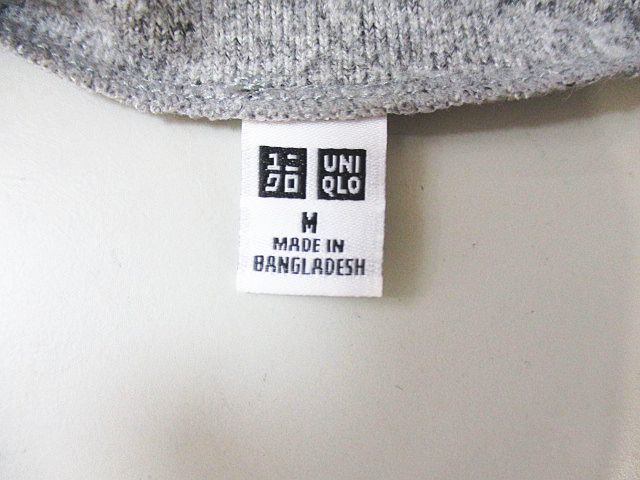 ユニ UNI
クロ QLO
M
MADE IN
BANGLADESH